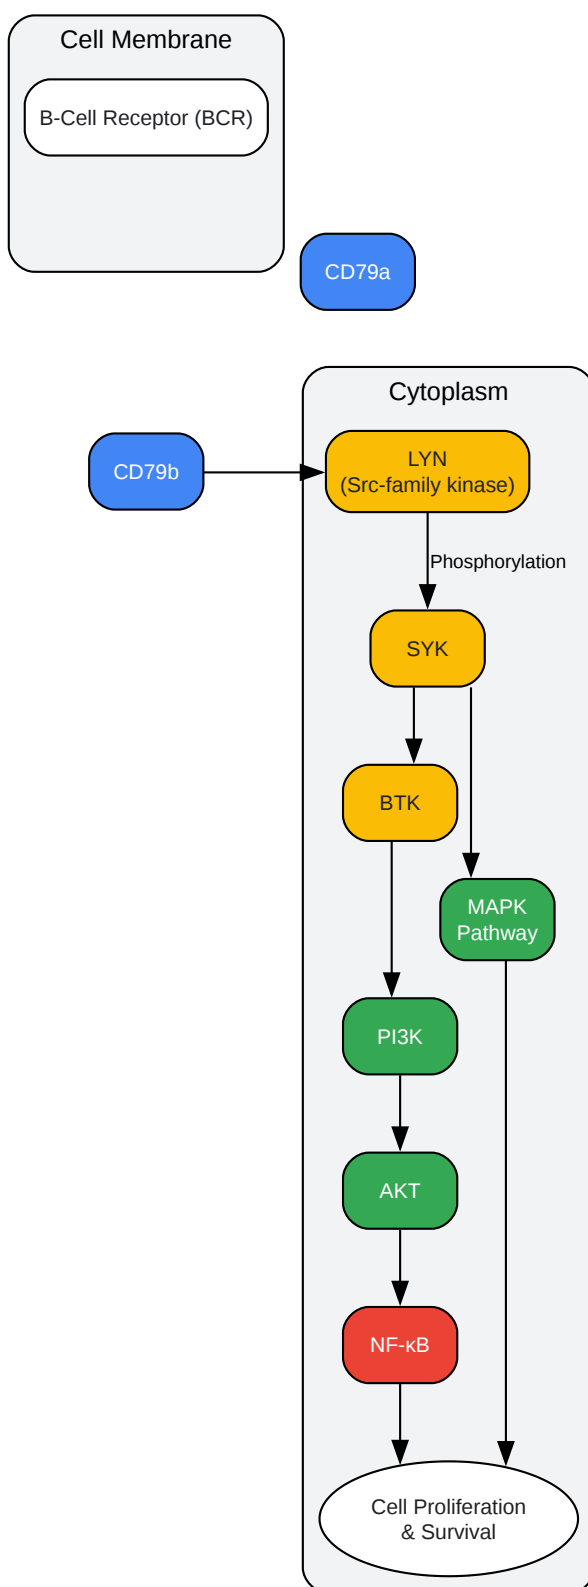 Cell Membrane
B-Cell Receptor (BCR)
CD79a
Cytoplasm
CD79b
LYN
(Src-family kinase)
Phosphorylation
SYK
BTK
MAPK
Pathway
PI3K
AKT
NF-κB
Cell Proliferation
& Survival